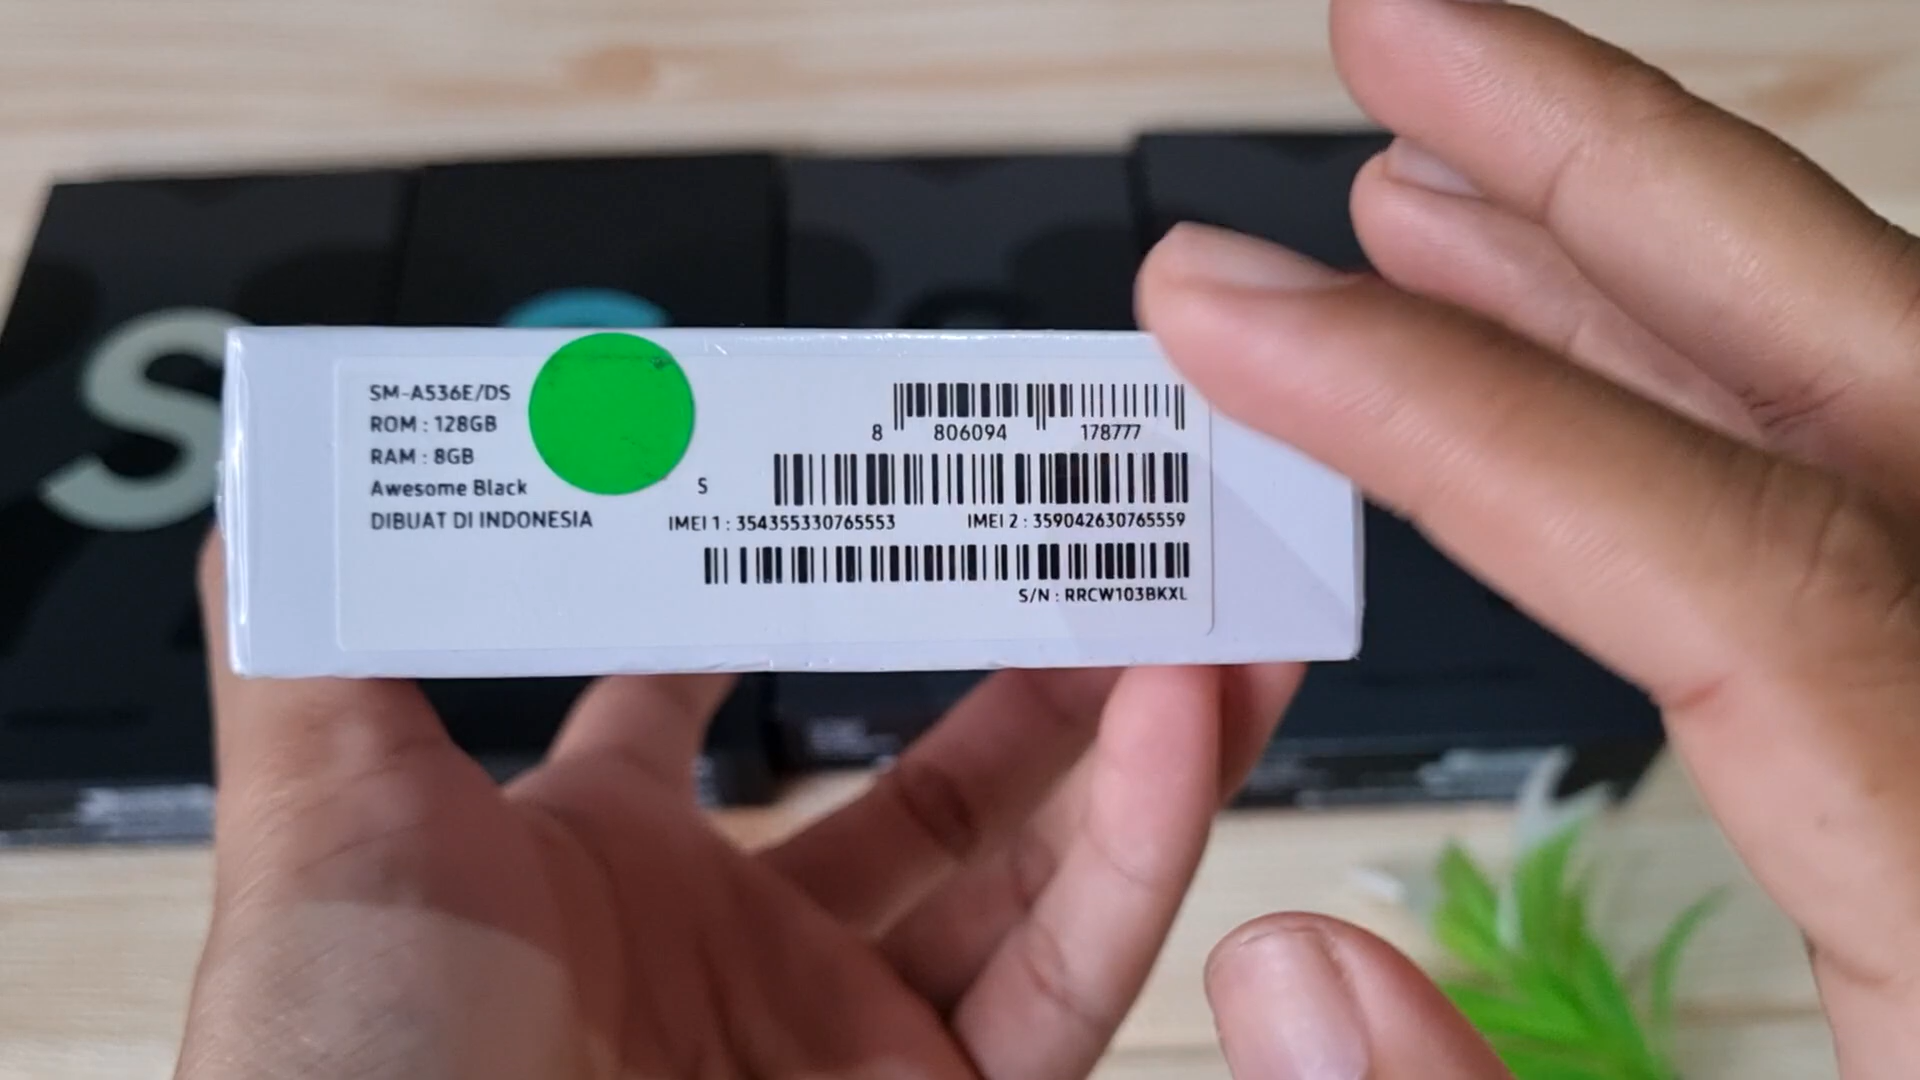 SM-A536E/DS
ROM : 128GB
RAM : 8GB
Awesome Black
DIBUAT DI INDONESIA
8 806094 178777
S
IMEI 1 : 354355330765553 IMEI 2 : 359042630765559
S/N : RRCW103BKXL
S